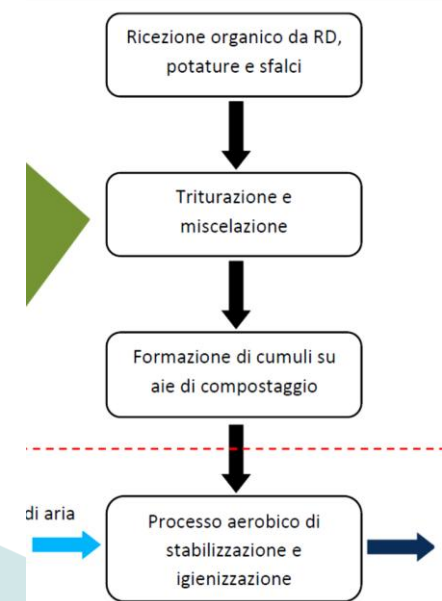 Ricezione organico da RD,
potature e sfalci
Triturazione e
miscelazione
Formazione di cumuli su
aie di compostaggio
di aria
Processo aerobico di
stabilizzazione e
igienizzazione